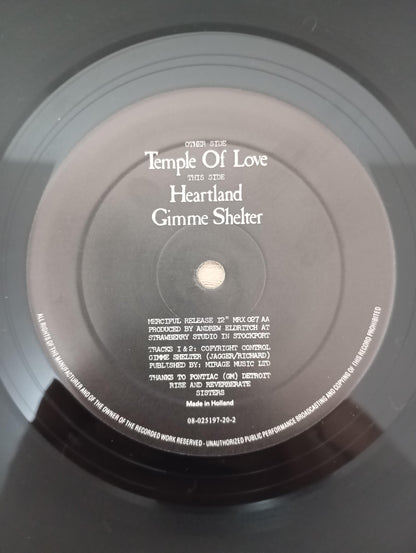 OTHER SIDE
Temple Of Love
THIS SIDE
Heartland
Gimme Shelter
MERCIFUL RELEASE 12" MRX 027 AA
PRODUCED BY ANDREW ELDRITCH AT
STRAWBERRY STUDIO IN STOCKPORT
TRACKS 1 & 2: COPYRIGHT CONTROL
GIMME SHELTER (JAGGER/RICHARD)
PUBLISHED BY: MIRAGE MUSIC LTD
THANKS TO PONTIAC (GM) DETROIT
RISE AND REVERBERATE
SISTERS
Made in Holland
08-025197-20-2
ALL RIGHTS OF THE MANUFACTURER AND OF THE OWNER OF THE RECORDED WORK RESERVED - UNAUTHORIZED PUBLIC PERFORMANCE BROADCASTING AND COPYING OF THIS RECORD PROHIBITED